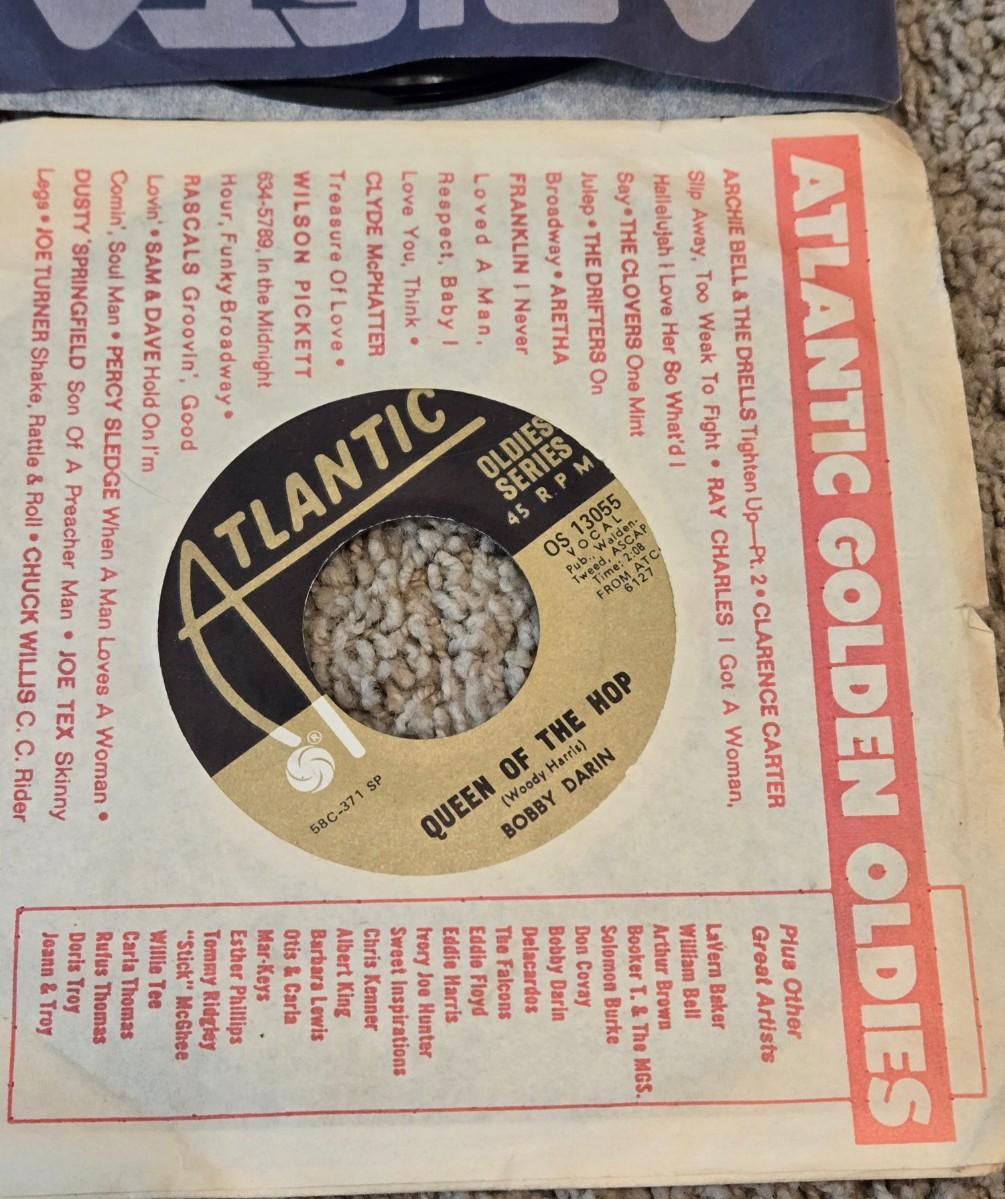 ARISTA
ATLANTIC GOLDEN OLDIES
ARCHIE BELL & THE DRELLS Tighten Up—Pt. 2 • CLARENCE CARTER
Slip Away, Too Weak To Fight • RAY CHARLES I Got A Woman,
Hallelujah I Love Her So What'd I
Say • THE CLOVERS One Mint
Julep • THE DRIFTERS On
Broadway • ARETHA
FRANKLIN I Never
Loved A Man,
Respect, Baby I
Love You, Think •
CLYDE McPHATTER
Treasure Of Love •
WILSON PICKETT
634-5789, In the Midnight
Hour, Funky Broadway •
RASCALS Groovin', Good
Lovin' • SAM & DAVE Hold On I'm
Comin', Soul Man • PERCY SLEDGE When A Man Loves A Woman •
DUSTY SPRINGFIELD Son Of A Preacher Man • JOE TEX Skinny
Legs • JOE TURNER Shake, Rattle & Roll • CHUCK WILLIS C. C. Rider
Plus Other
Great Artists
LaVern Baker
William Bell
Arthur Brown
Booker T. & The MGS.
Solomon Burke
Don Covay
Bobby Darin
Delacardos
The Falcons
Eddie Floyd
Eddie Harris
Ivory Joe Hunter
Sweet Inspirations
Chris Kenner
Albert King
Barbara Lewis
Otis & Carla
Mar-Keys
Esther Phillips
Tommy Ridgley
"Stick" McGhee
Willie Tee
Carla Thomas
Rufus Thomas
Doris Troy
Joann & Troy
ATLANTIC
OLDIES
SERIES
45 R.P.M
OS 13055
VOCAL
Pub., Walden-
Tweed, ASCAP
Time: 2:08
FROM ATC
6127
58C-371 SP
QUEEN OF THE HOP
(Woody Harris)
BOBBY DARIN
®